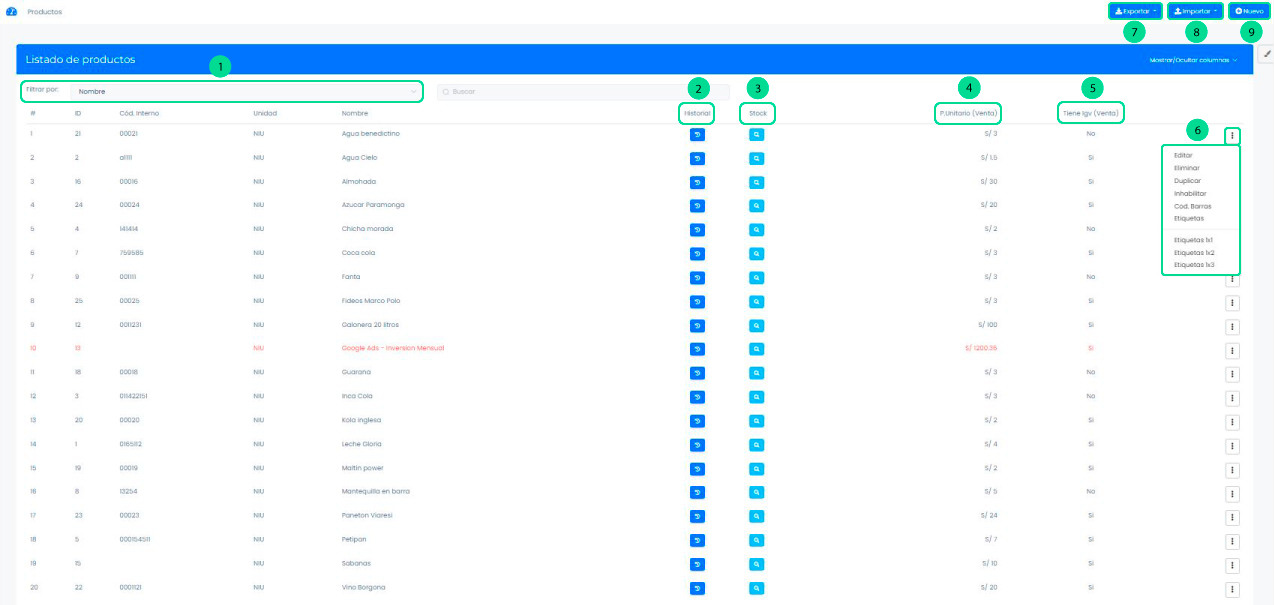 Productos
Exportar
Importar
Nuevo
7
8
9
Listado de productos
1
Mostrar/Ocultar columnas
Filtrar por:
Nombre
Buscar
2
3
4
5
# ID Cód. Interno Unidad Nombre Historial Stock P.Unitario (Venta) Tiene Igv (Venta)
6
1 21 00021 NIU Agua benedictino S/ 3 No
2 2 a1111 NIU Agua Cielo S/ 1.5 Si
3 16 00016 NIU Almohada S/ 30 Si
4 24 00024 NIU Azucar Paramonga S/ 20 Si
5 4 141414 NIU Chicha morada S/ 2 No
6 7 759585 NIU Coca cola S/ 3 Si
7 9 001111 NIU Fanta S/ 3 No
8 25 00025 NIU Fideos Marco Polo S/ 3 Si
9 12 0011231 NIU Galonera 20 litros S/ 100 Si
10 13 NIU Google Ads - Inversion Mensual S/ 1200.35 Si
11 18 00018 NIU Guarana S/ 3 No
12 3 011422151 NIU Inca Cola S/ 3 No
13 20 00020 NIU Kola inglesa S/ 2 Si
14 1 0165112 NIU Leche Gloria S/ 4 Si
15 19 00019 NIU Maltin power S/ 2 Si
16 8 13254 NIU Mantequilla en barra S/ 5 No
17 23 00023 NIU Paneton Viaresi S/ 24 Si
18 5 000154511 NIU Petipan S/ 7 Si
19 15 NIU Sabanas S/ 10 Si
20 22 0001121 NIU Vino Borgona S/ 20 Si
Editar
Eliminar
Duplicar
Inhabilitar
Cod. Barras
Etiquetas
Etiquetas 1x1
Etiquetas 1x2
Etiquetas 1x3